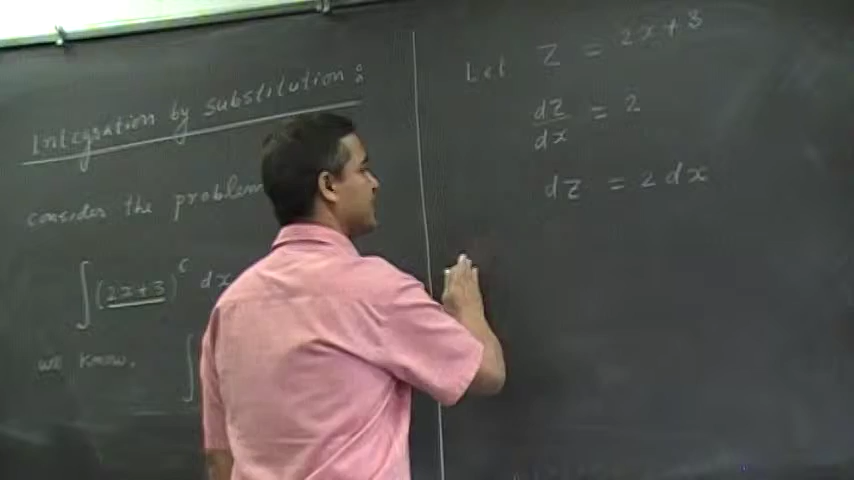 Integration by substitution:
consider the problem
∫(2x+3)⁶ dx
we know, ∫
Let z = 2x+3
dz/dx = 2
dz = 2 dx